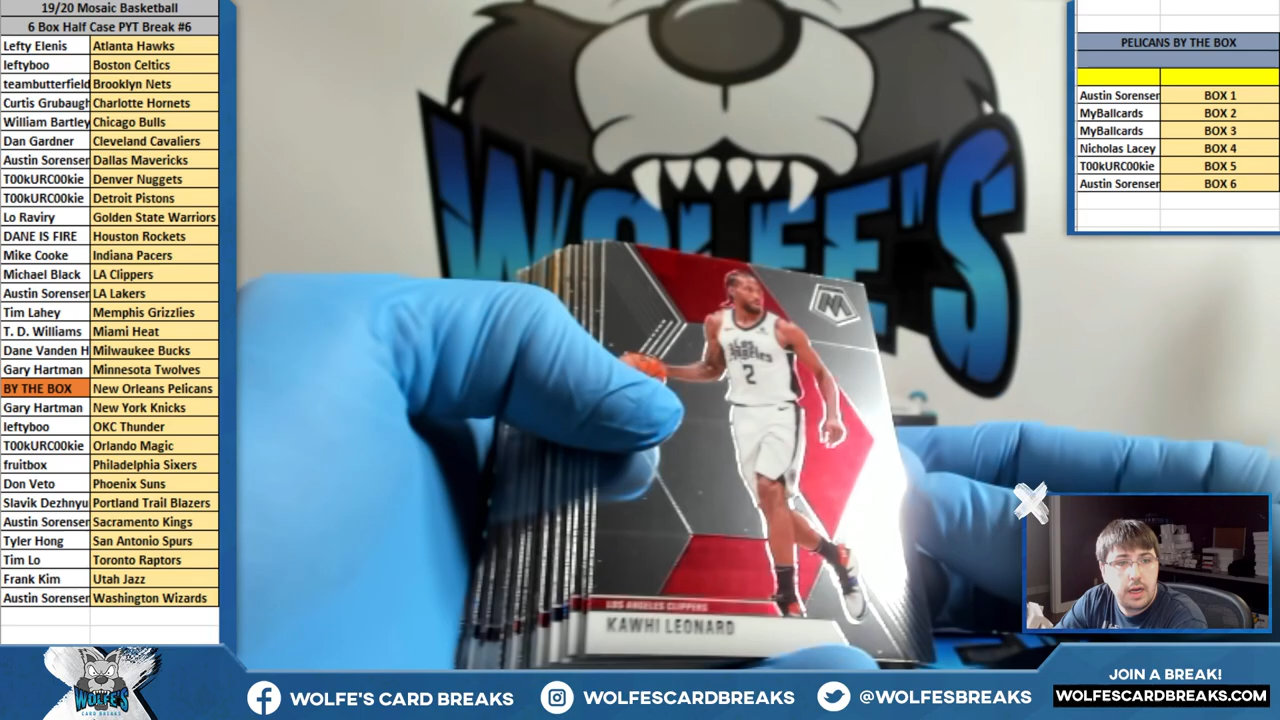 19/20 Mosaic Basketball
6 Box Half Case PYT Break #6
Lefty Elenis Atlanta Hawks
leftyboo Boston Celtics
teambutterfield Brooklyn Nets
Curtis Grubaugh Charlotte Hornets
William Bartley Chicago Bulls
Dan Gardner Cleveland Cavaliers
Austin Sorensen Dallas Mavericks
T00kURC00kie Denver Nuggets
T00kURC00kie Detroit Pistons
Lo Raviry Golden State Warriors
DANE IS FIRE Houston Rockets
Mike Cooke Indiana Pacers
Michael Black LA Clippers
Austin Sorensen LA Lakers
Tim Lahey Memphis Grizzlies
T. D. Williams Miami Heat
Dane Vanden H Milwaukee Bucks
Gary Hartman Minnesota Twolves
BY THE BOX New Orleans Pelicans
Gary Hartman New York Knicks
leftyboo OKC Thunder
T00kURC00kie Orlando Magic
fruitbox Philadelphia Sixers
Don Veto Phoenix Suns
Slavik Dezhnyu Portland Trail Blazers
Austin Sorensen Sacramento Kings
Tyler Hong San Antonio Spurs
Tim Lo Toronto Raptors
Frank Kim Utah Jazz
Austin Sorensen Washington Wizards
PELICANS BY THE BOX
Austin Sorensen BOX 1
MyBallcards BOX 2
MyBallcards BOX 3
Nicholas Lacey BOX 4
T00kURC00kie BOX 5
Austin Sorensen BOX 6
WOLFE'S
Los Angeles
2
LOS ANGELES CLIPPERS
KAWHI LEONARD
WOLFE'S
CARD BREAKS
WOLFE'S CARD BREAKS
WOLFESCARDBREAKS
@WOLFESBREAKS
JOIN A BREAK!
WOLFESCARDBREAKS.COM